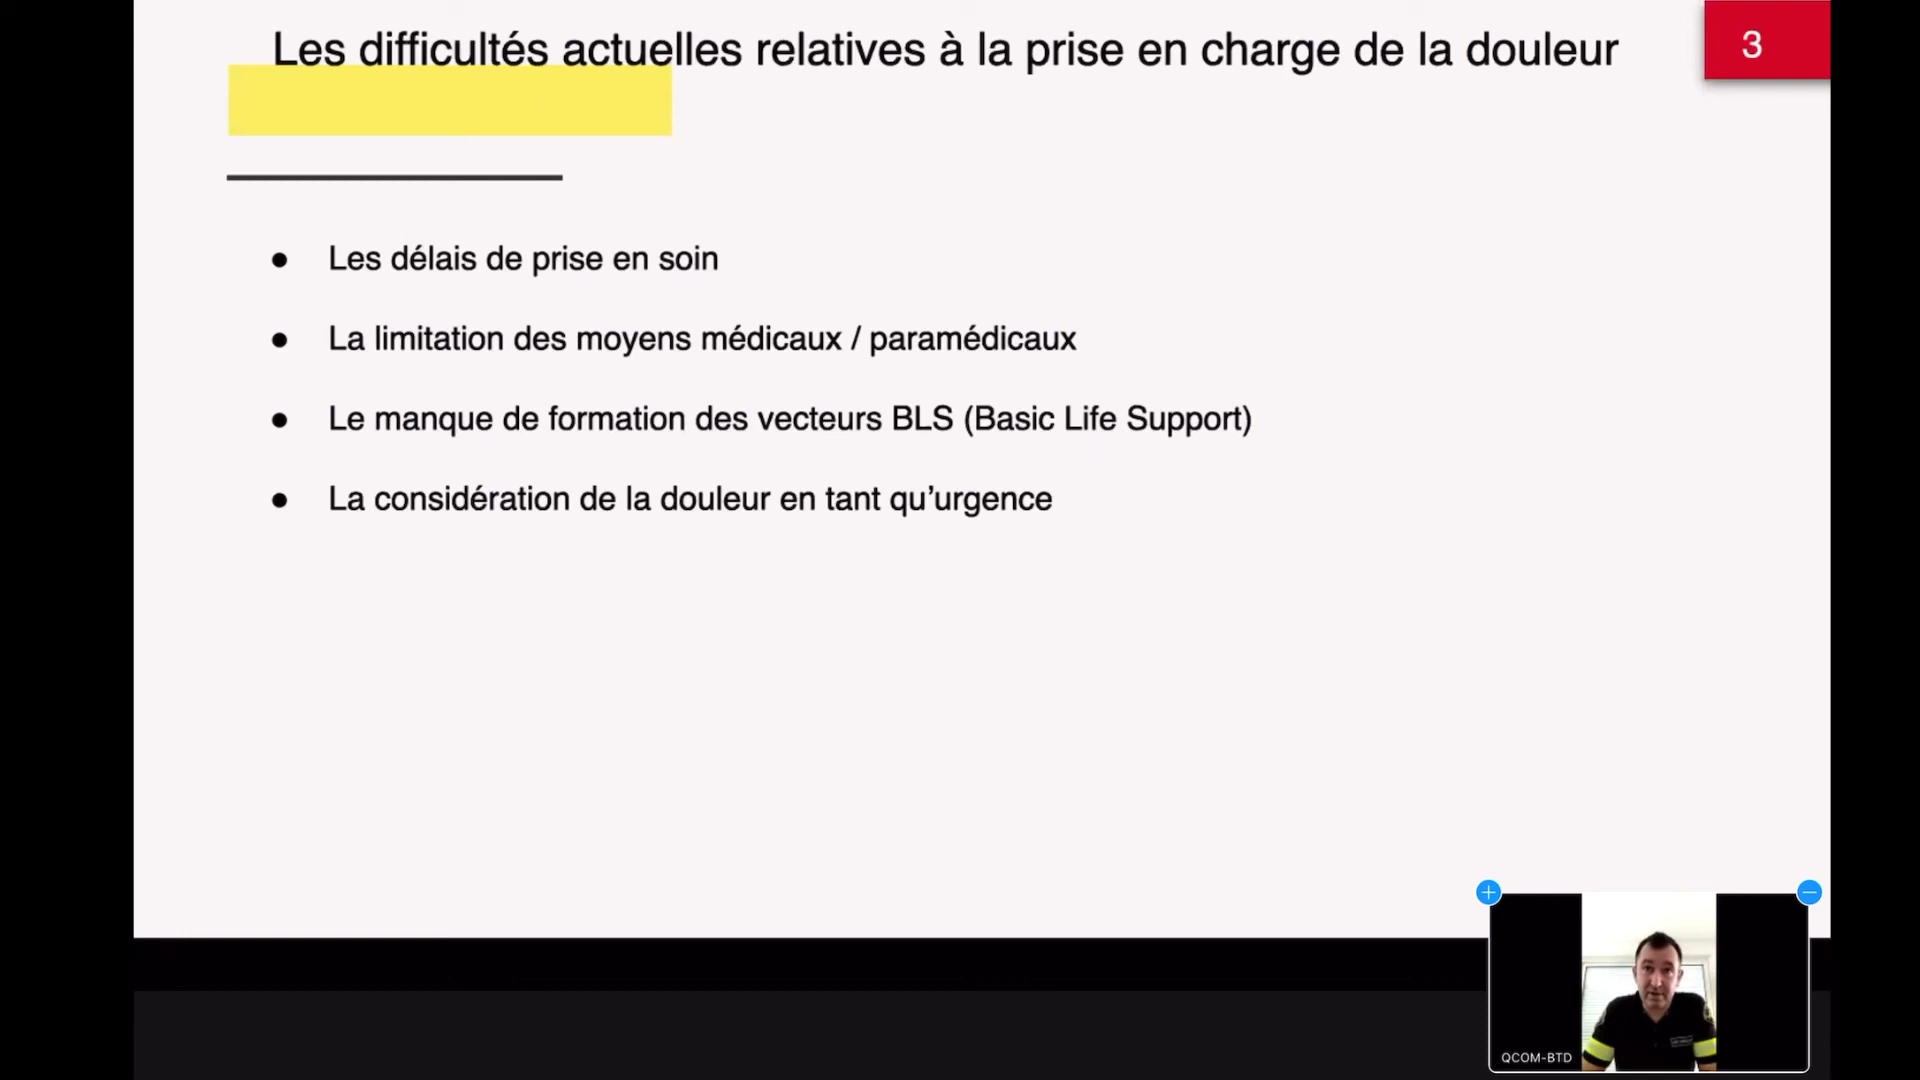 Les difficultés actuelles relatives à la prise en charge de la douleur
3
● Les délais de prise en soin
● La limitation des moyens médicaux / paramédicaux
● Le manque de formation des vecteurs BLS (Basic Life Support)
● La considération de la douleur en tant qu’urgence
QCOM-BTD